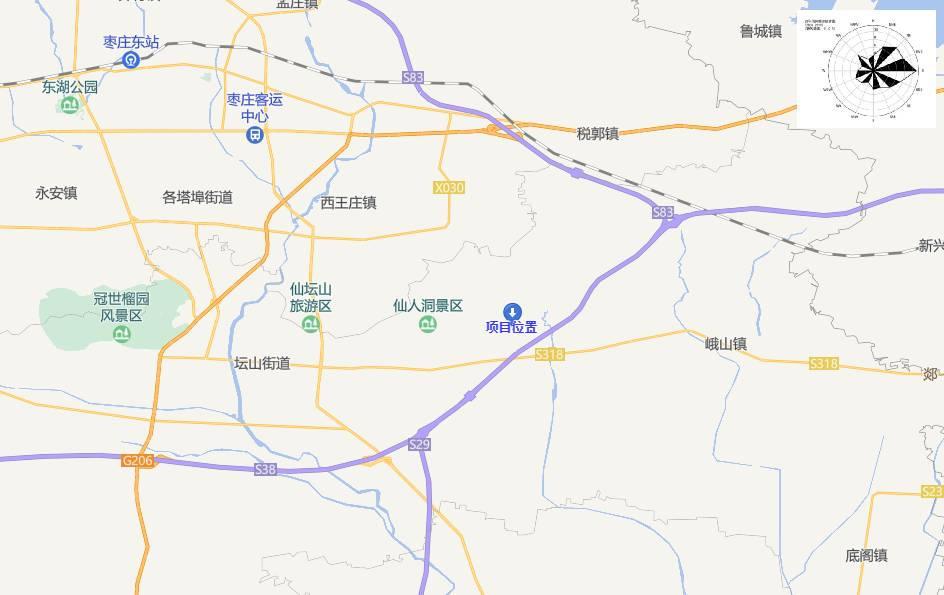 孟庄镇
鲁城镇
枣庄东站
S83
东湖公园
枣庄客运
中心
税郭镇
X030
永安镇
各塔埠街道
西王庄镇
S83
新兴
冠世榴园
风景区
仙坛山
旅游区
仙人洞景区
项目位置
坛山街道
S318
峄山镇
S318
郯
S29
G206
S38
S23
底阁镇